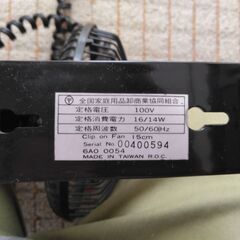 全国家庭用品卸商業協同組合
定格電圧 100V
定格消費電力 16/14W
定格周波数 50/60Hz
Clip on Fan 15cm
Serial No. 00400594
6A0 0054
MADE IN TAIWAN R.O.C.